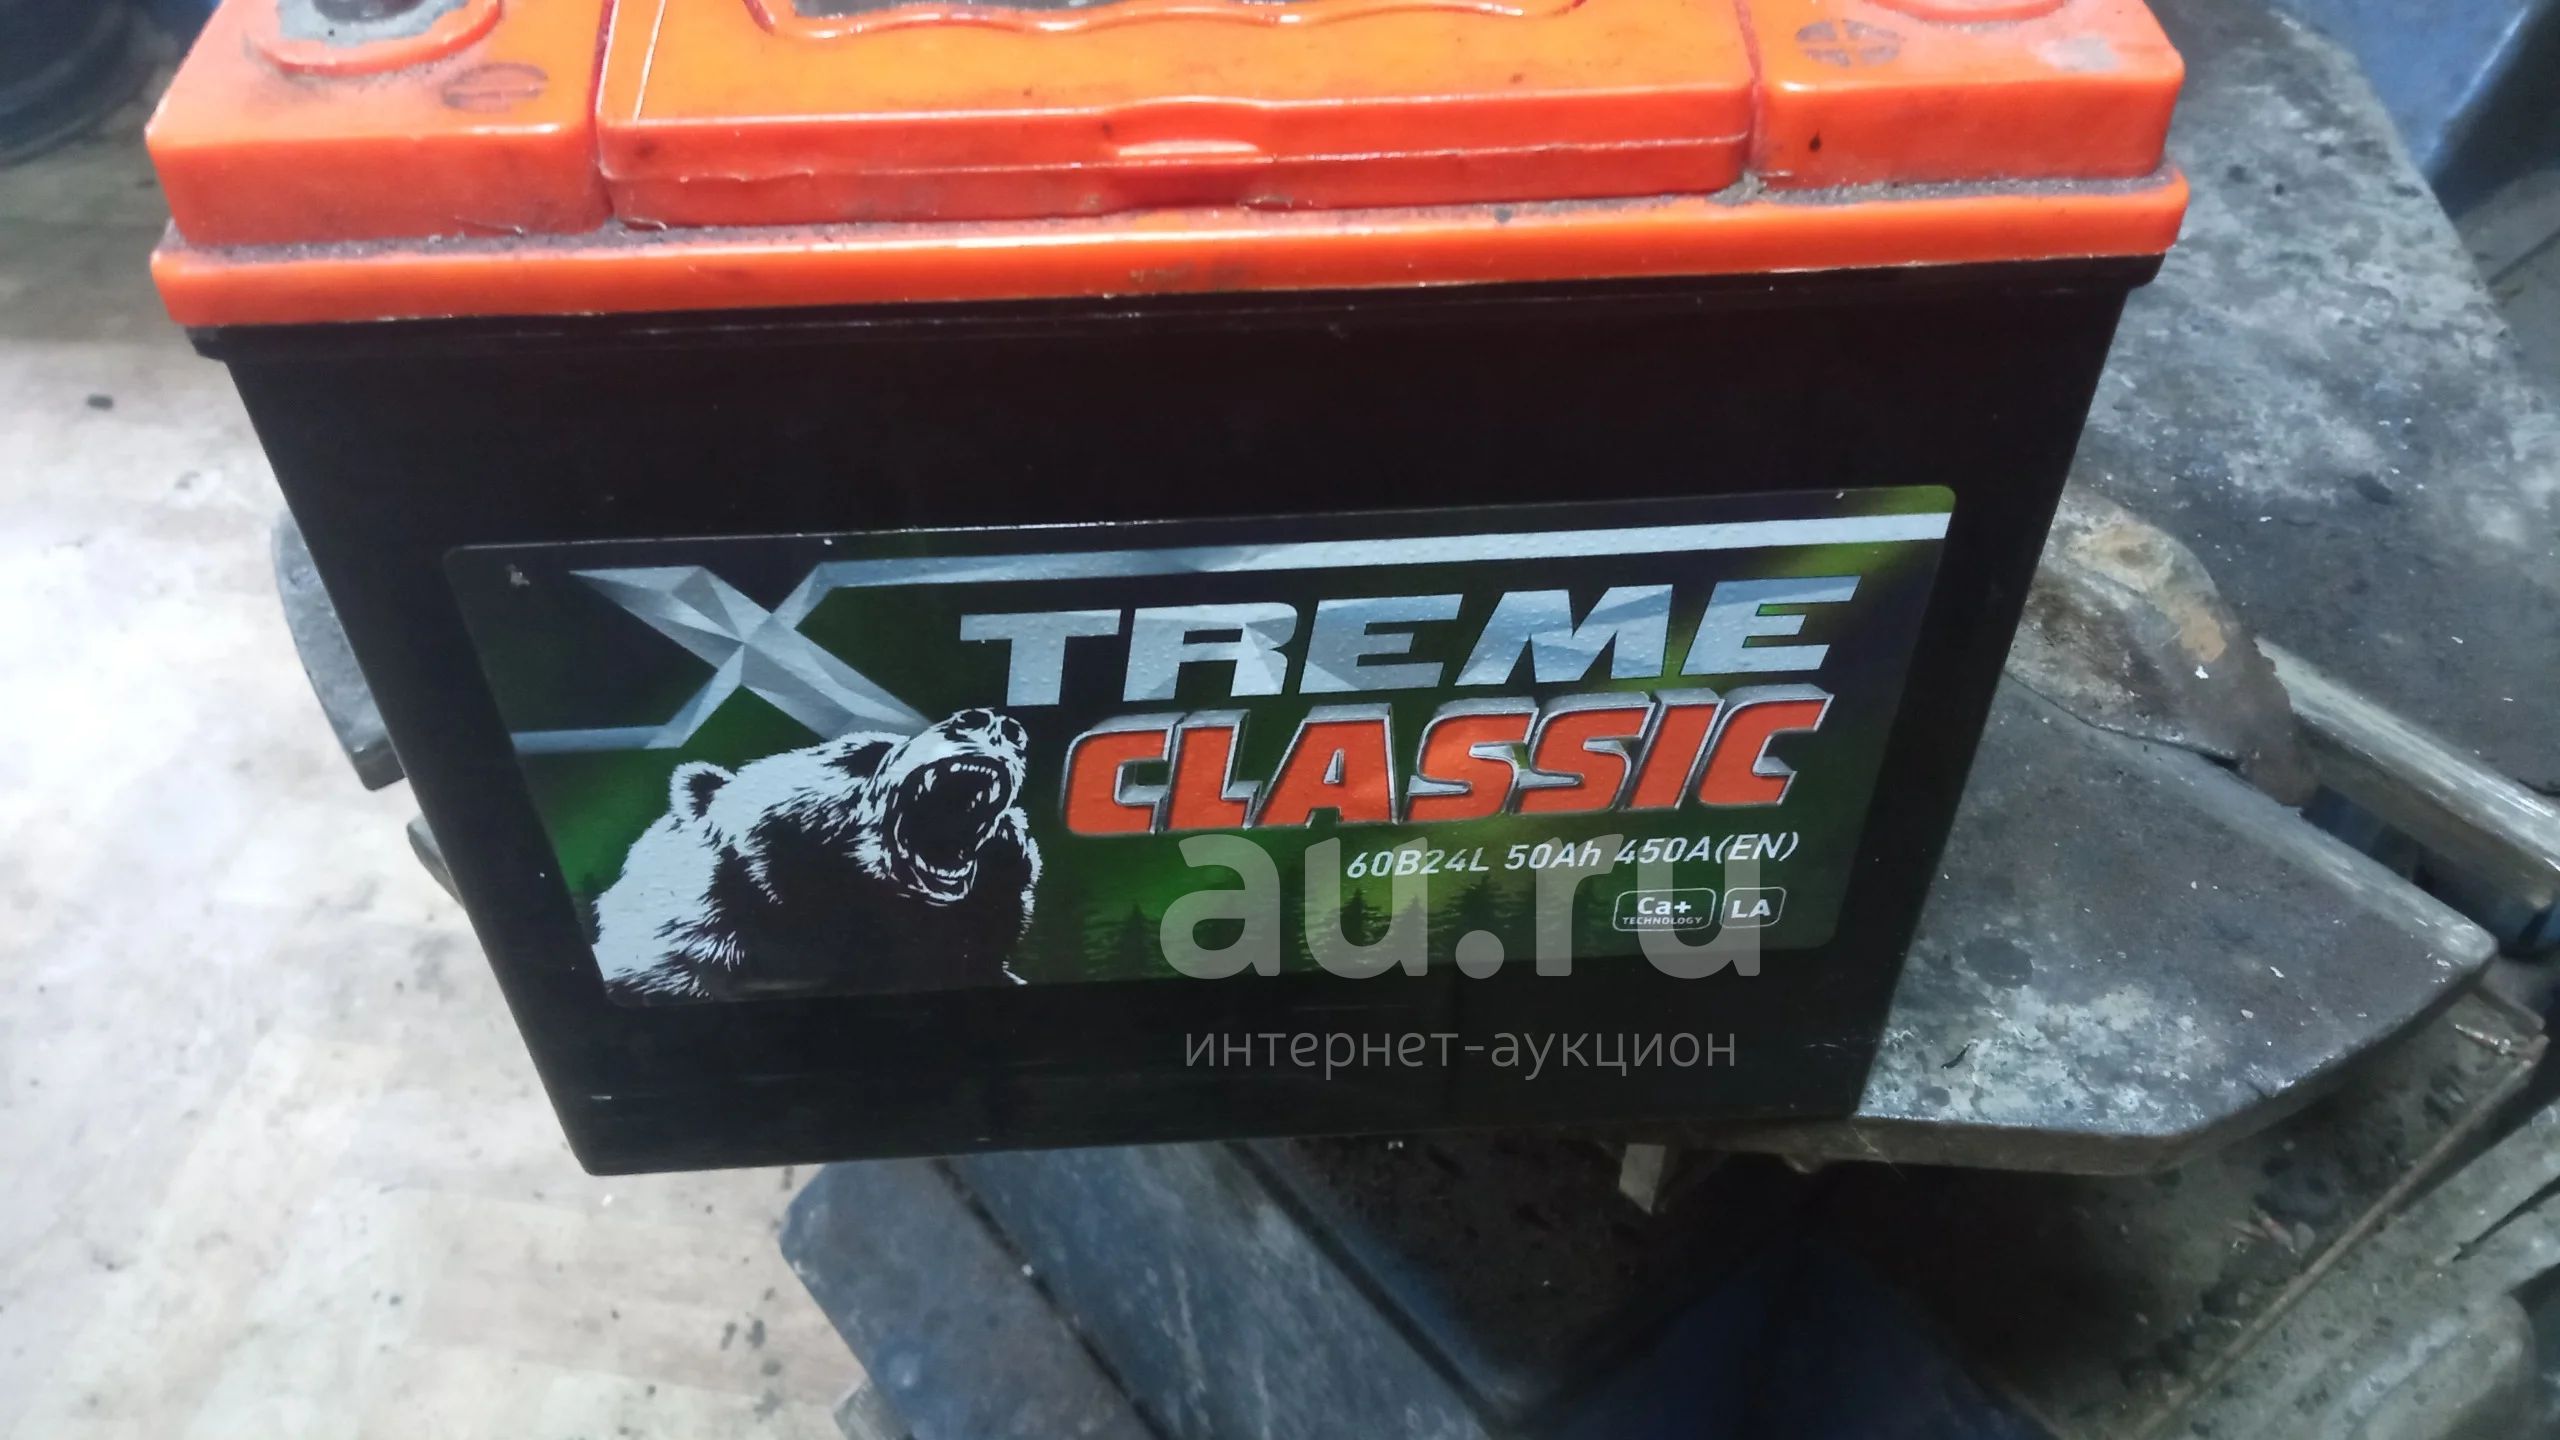 XTREME
CLASSIC
60B24L 50Ah 450A(EN)
Ca+ LA
TECHNOLOGY
au.ru
интернет-аукцион